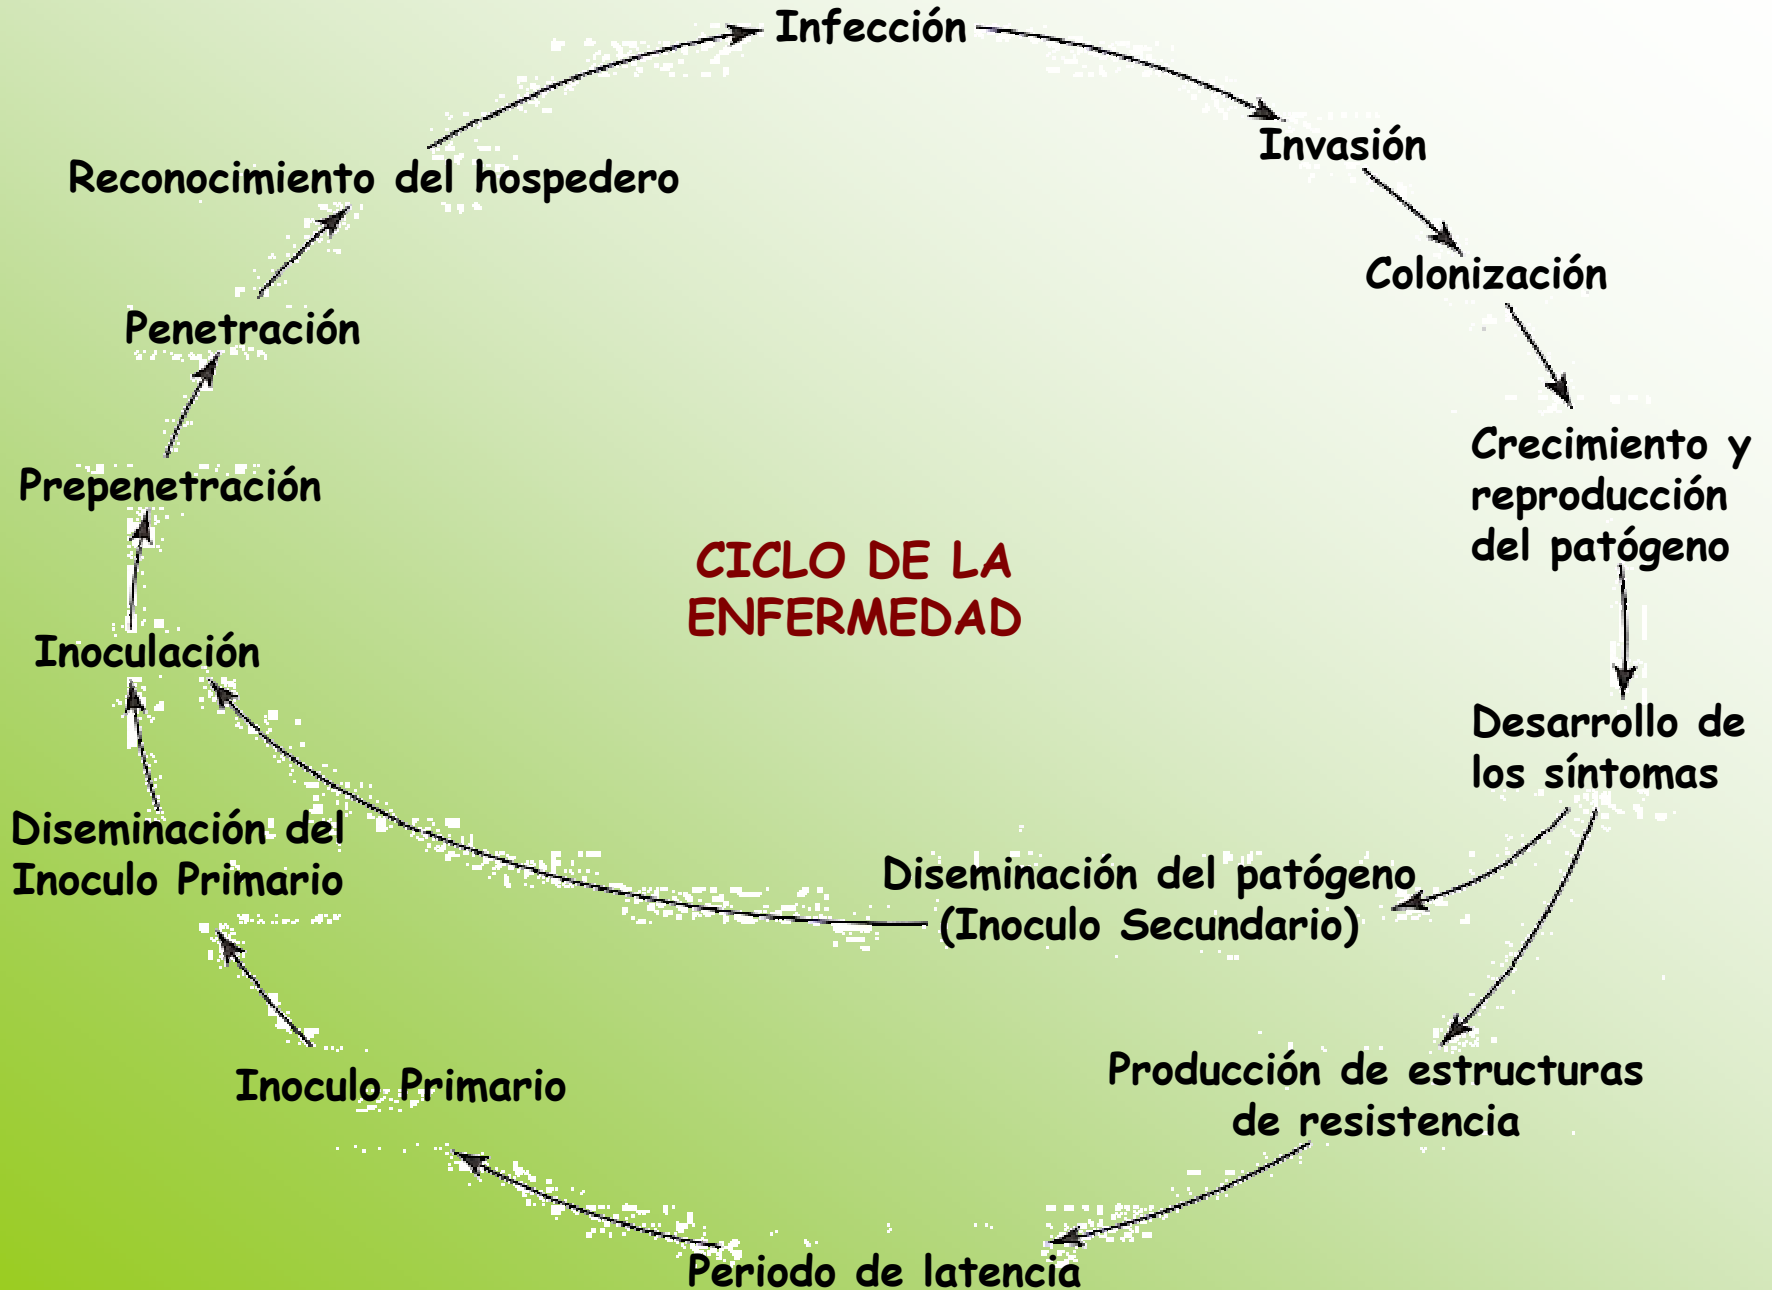 Infección
Invasión
Reconocimiento del hospedero
Colonización
Penetración
Crecimiento y
reproducción
del patógeno
Prepenetración
CICLO DE LA
ENFERMEDAD
Inoculación
Desarrollo de
los síntomas
Diseminación del
Inoculo Primario
Diseminación del patógeno
(Inoculo Secundario)
Inoculo Primario
Producción de estructuras
de resistencia
Periodo de latencia